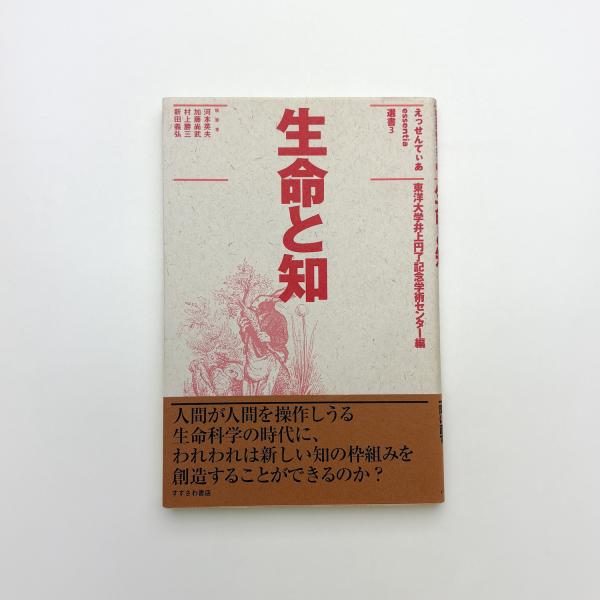 えっせんてぃあ
essentia
選書3
東洋大学井上円了記念学術センター編
生命と知
執筆者
河本英夫
加藤尚武
村上勝三
新田義弘
人間が人間を操作しうる
生命科学の時代に、
われわれは新しい知の枠組みを
創造することができるのか？
すずさわ書店